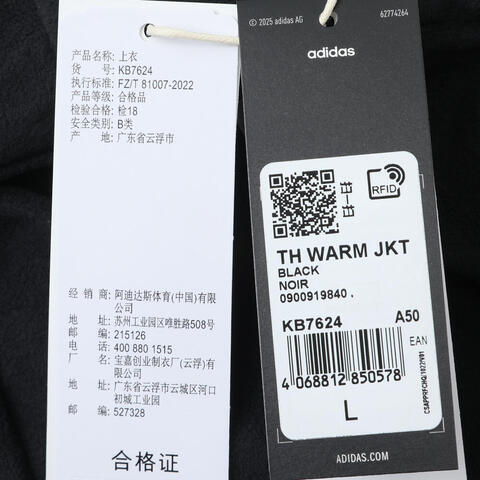 产品名称: 上衣
货　　号: KB7624
执行标准: FZ/T 81007-2022
产品等级: 合格品
检验合格: 检18
安全类别: B类
产　　地: 广东省云浮市
经 销 商: 阿迪达斯体育(中国)有限公司
地　　址: 苏州工业园区唯胜路508号
邮　　编: 215126
电　　话: 400 880 1515
厂　　名: 宝嘉创业制衣厂(云浮)有限公司
地　　址: 广东省云浮市云城区河口
初城工业园
邮　　编: 527328
合格证
© 2025 adidas AG
62774264
adidas
RFID
TH WARM JKT
BLACK
NOIR
0900919840 .
KB7624
A50
EAN
4 068812 850578
L
ADIDAS.COM